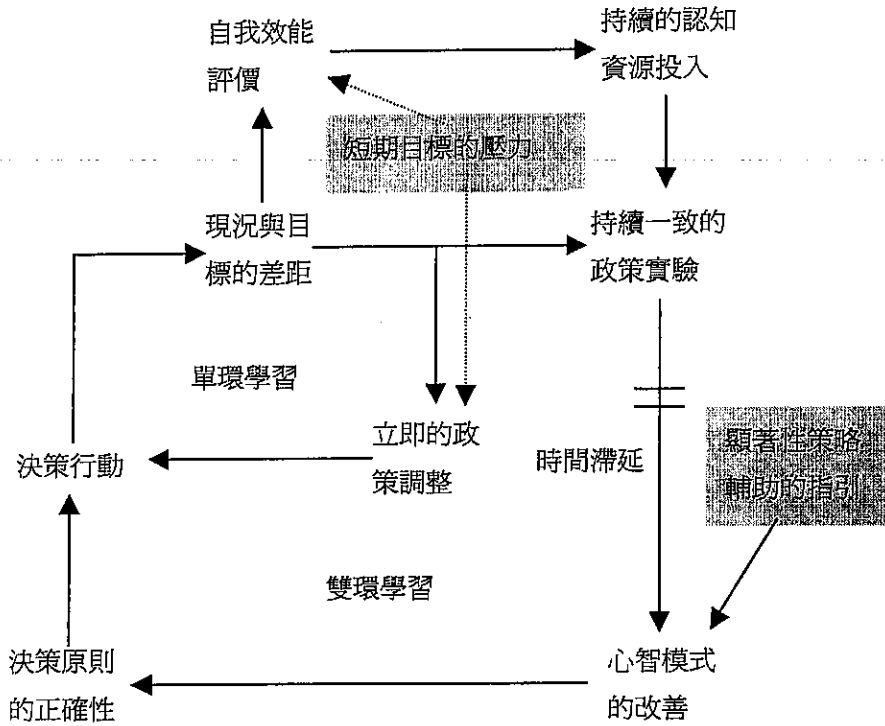 自我效能
評價
持續的認知
資源投入
短期目標的壓力
現況與目
標的差距
持續一致的
政策實驗
單環學習
立即的政
策調整
決策行動
時間滯延
顯著性策略
輔助的指引
雙環學習
決策原則
的正確性
心智模式
的改善